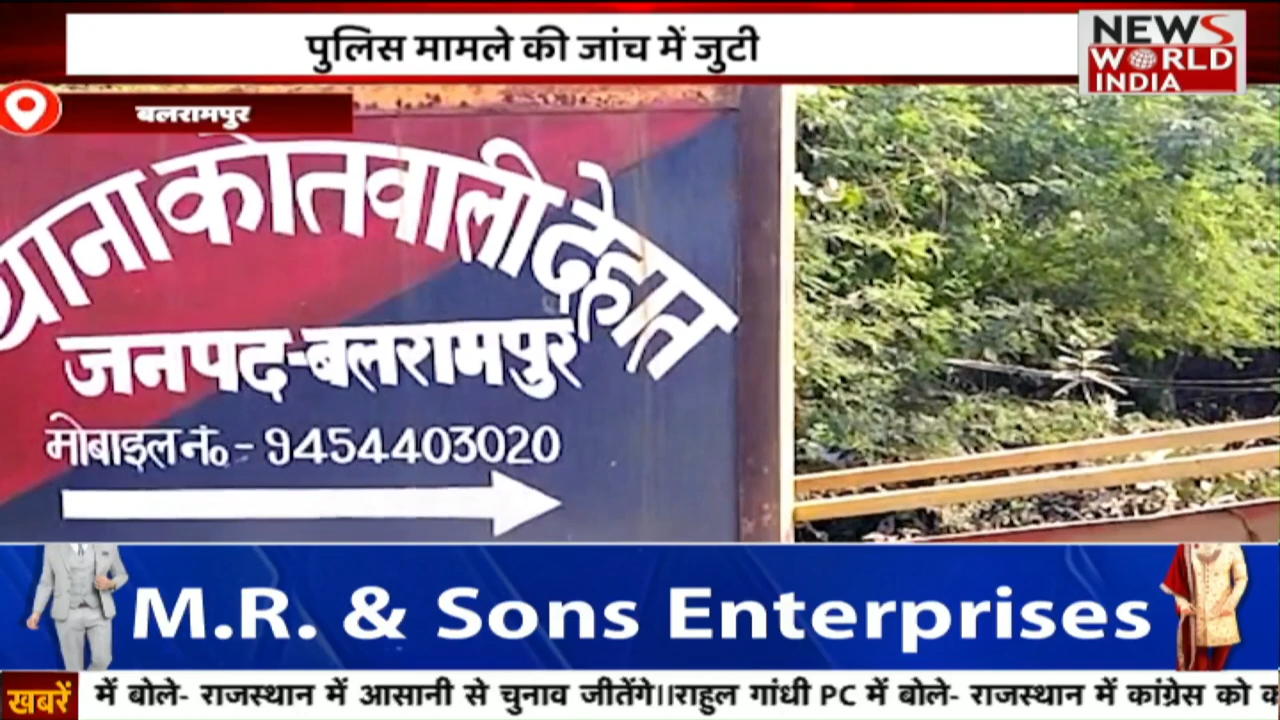 पुलिस मामले की जांच में जुटी
NEWS
WORLD
INDIA
बलरामपुर
थाना कोतवाली देहात
जनपद-बलरामपुर
मोबाइल नं० - 9454403020
M.R. & Sons Enterprises
खबरें
में बोले- राजस्थान में आसानी से चुनाव जीतेंगे।।राहुल गांधी PC में बोले- राजस्थान में कांग्रेस को